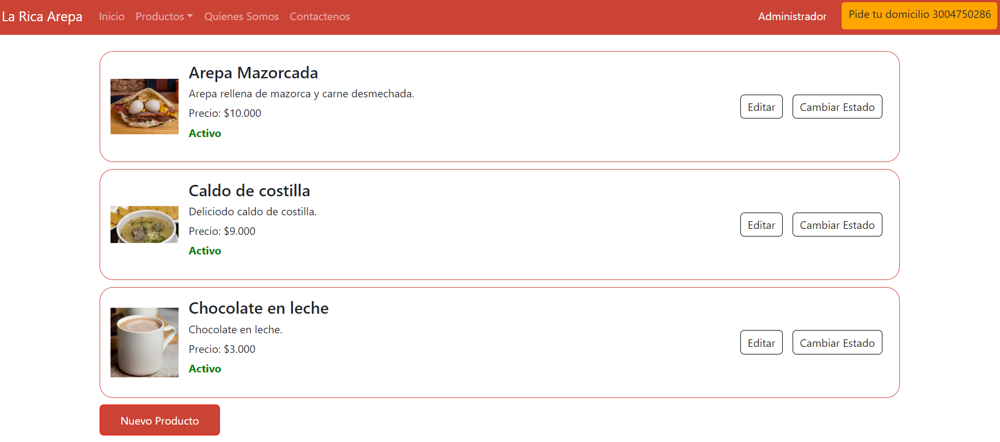 La Rica Arepa Inicio Productos Quienes Somos Contactenos Administrador Pide tu domicilio 3004750286
Arepa Mazorcada
Arepa rellena de mazorca y carne desmechada.
Precio: $10.000
Activo
Editar Cambiar Estado
Caldo de costilla
Deliciodo caldo de costilla.
Precio: $9.000
Activo
Editar Cambiar Estado
Chocolate en leche
Chocolate en leche.
Precio: $3.000
Activo
Editar Cambiar Estado
Nuevo Producto